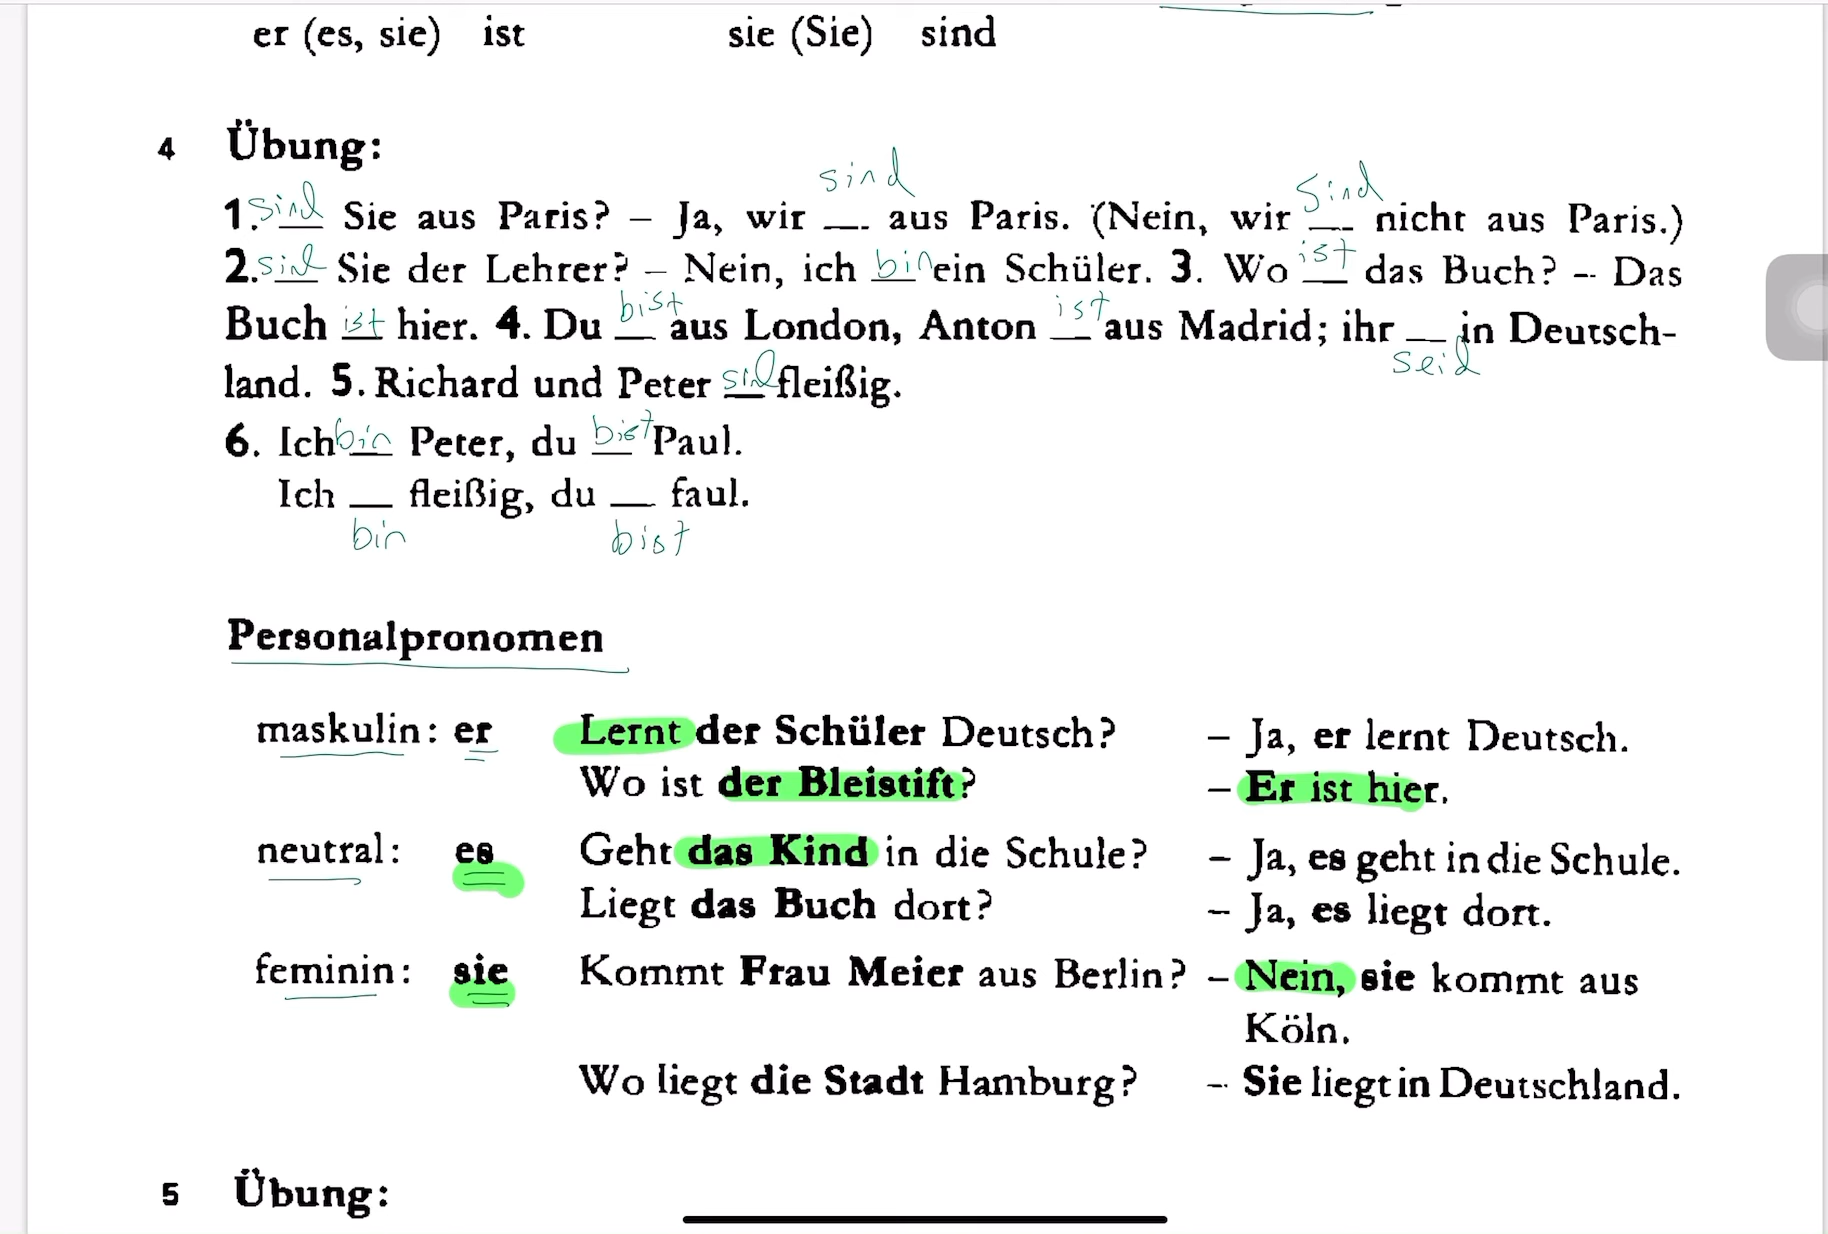 er (es, sie) ist sie (Sie) sind
4 Übung:
1. sind Sie aus Paris? – Ja, wir sind aus Paris. (Nein, wir sind nicht aus Paris.)
2. sind Sie der Lehrer? – Nein, ich bin ein Schüler. 3. Wo ist das Buch? – Das
Buch ist hier. 4. Du bist aus London, Anton ist aus Madrid; ihr seid in Deutsch-
land. 5. Richard und Peter sind fleißig.
6. Ich bin Peter, du bist Paul.
Ich bin fleißig, du bist faul.
Personalpronomen
maskulin: er Lernt der Schüler Deutsch? – Ja, er lernt Deutsch.
Wo ist der Bleistift? – Er ist hier.
neutral: es Geht das Kind in die Schule? – Ja, es geht in die Schule.
Liegt das Buch dort? – Ja, es liegt dort.
feminin: sie Kommt Frau Meier aus Berlin? – Nein, sie kommt aus
Köln.
Wo liegt die Stadt Hamburg? – Sie liegt in Deutschland.
5 Übung: